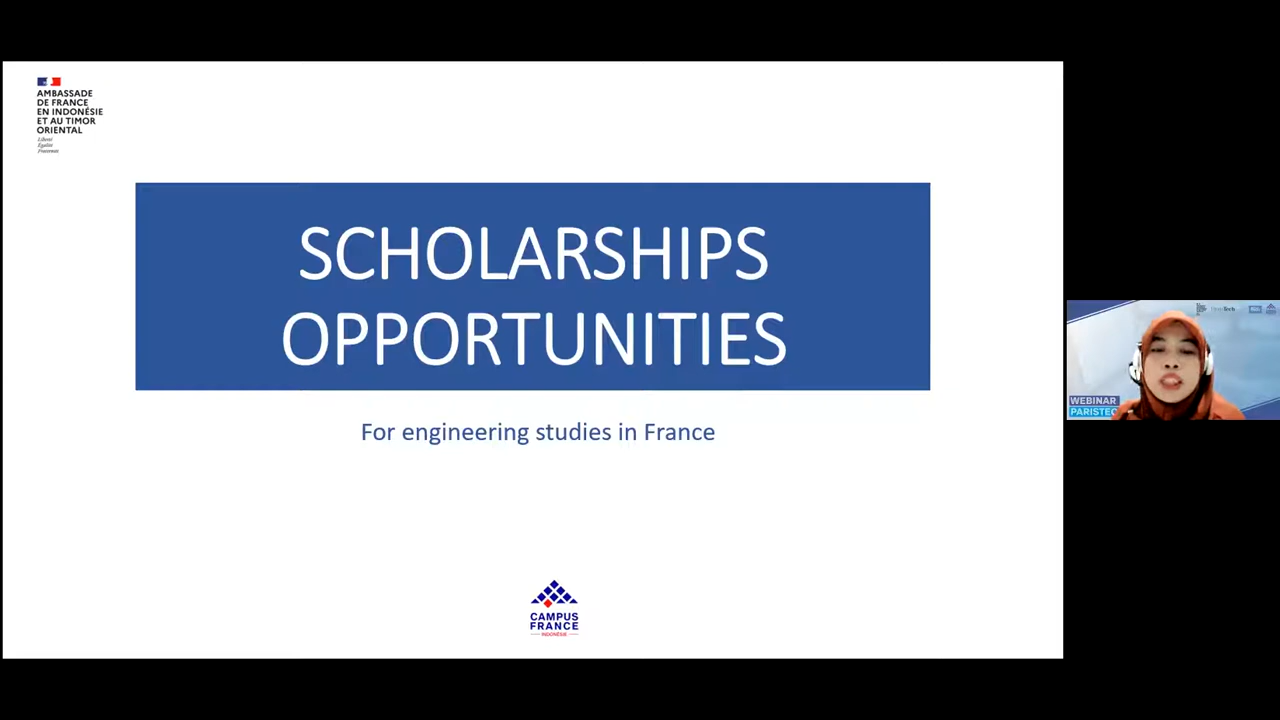 AMBASSADE
DE FRANCE
EN INDONÉSIE
ET AU TIMOR
ORIENTAL
Liberté
Égalité
Fraternité
SCHOLARSHIPS
OPPORTUNITIES
For engineering studies in France
CAMPUS
FRANCE
INDONÉSIE
WEBINAR
PARISTEC